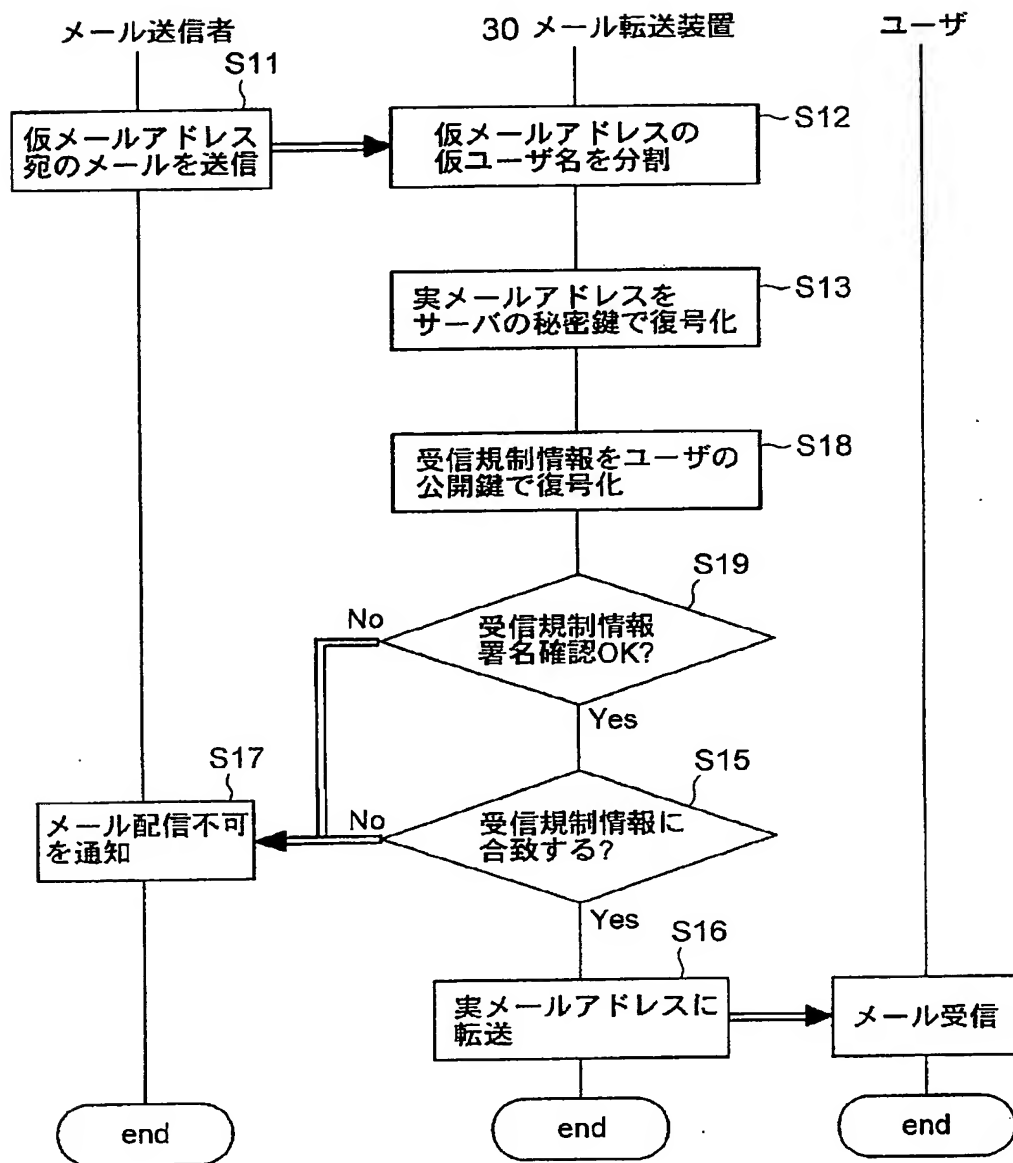 メール送信者
30 メール転送装置
ユーザ
S11
仮メールアドレス
宛のメールを送信
S12
仮メールアドレスの
仮ユーザ名を分割
S13
実メールアドレスを
サーバの秘密鍵で復号化
S18
受信規制情報をユーザの
公開鍵で復号化
S19
No
受信規制情報
署名確認OK?
Yes
S17
S15
メール配信不可
を通知
No
受信規制情報に
合致する?
Yes
S16
実メールアドレスに
転送
メール受信
end
end
end